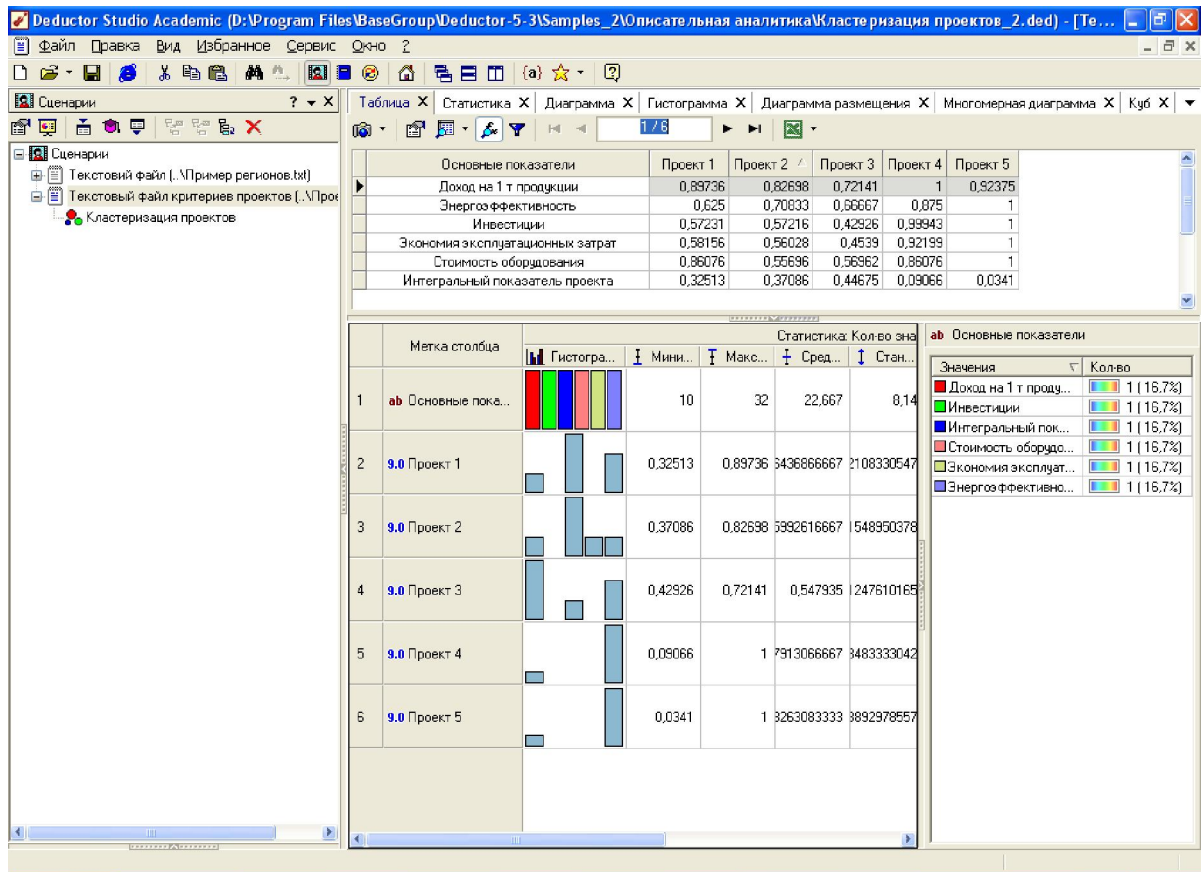 Deductor Studio Academic (D:\Program Files\BaseGroup\Deductor-5-3\Samples_2\Описательная аналитика\Кластеризация проектов_2.ded) - [Те...
Файл Правка Вид Избранное Сервис Окно ?
Сценарии ?
Таблица X Статистика X Диаграмма X Гистограмма X Диаграмма размещения X Многомерная диаграмма X Куб X
1 / 6
Сценарии
Текстовий файл (..\Пример регионов.txt)
Текстовый файл критериев проектов (..\Прое
Кластеризация проектов
Основные показатели Проект 1 Проект 2 Проект 3 Проект 4 Проект 5
Доход на 1 т продукции 0,89736 0,82698 0,72141 1 0,92375
Энергоэффективность 0,625 0,70833 0,66667 0,875 1
Инвестиции 0,57231 0,57216 0,42926 0,99943 1
Экономия эксплуатационных затрат 0,58156 0,56028 0,4539 0,92199 1
Стоимость оборудования 0,86076 0,55696 0,56962 0,86076 1
Интегральный показатель проекта 0,32513 0,37086 0,44675 0,09066 0,0341
Метка столбца
Статистика: Кол-во зна
Гистогра... Мини... Макс... Сред... Стан...
1 ab Основные пока... 10 32 22,667 8,14
2 9.0 Проект 1 0,32513 0,89736 6436866667 2108330547
3 9.0 Проект 2 0,37086 0,82698 5992616667 1548950378
4 9.0 Проект 3 0,42926 0,72141 0,547935 1247610165
5 9.0 Проект 4 0,09066 1 7913066667 3483333042
6 9.0 Проект 5 0,0341 1 8263083333 3892978557
ab Основные показатели
Значения Кол-во
Доход на 1 т проду... 1 ( 16,7%)
Инвестиции 1 ( 16,7%)
Интегральный пок... 1 ( 16,7%)
Стоимость оборудо... 1 ( 16,7%)
Экономия эксплуат... 1 ( 16,7%)
Энергоэффективно... 1 ( 16,7%)